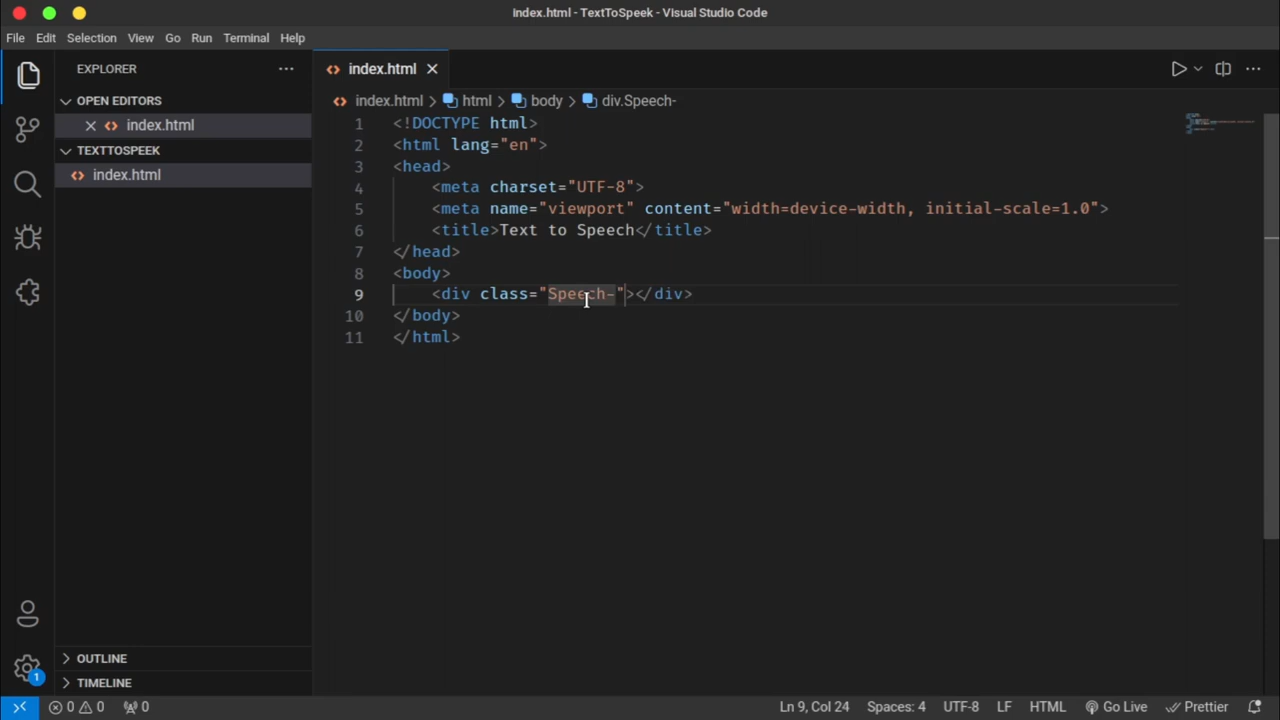 index.html - TextToSpeek - Visual Studio Code
File Edit Selection View Go Run Terminal Help
EXPLORER
index.html
OPEN EDITORS
index.html
TEXTTOSPEEK
index.html
index.html > html > body > div.Speech-
1 <!DOCTYPE html>
2 <html lang="en">
3 <head>
4 <meta charset="UTF-8">
5 <meta name="viewport" content="width=device-width, initial-scale=1.0">
6 <title>Text to Speech</title>
7 </head>
8 <body>
9 <div class="Speech-"></div>
10 </body>
11 </html>
OUTLINE
TIMELINE
1
0 0 0 Ln 9, Col 24 Spaces: 4 UTF-8 LF HTML Go Live Prettier